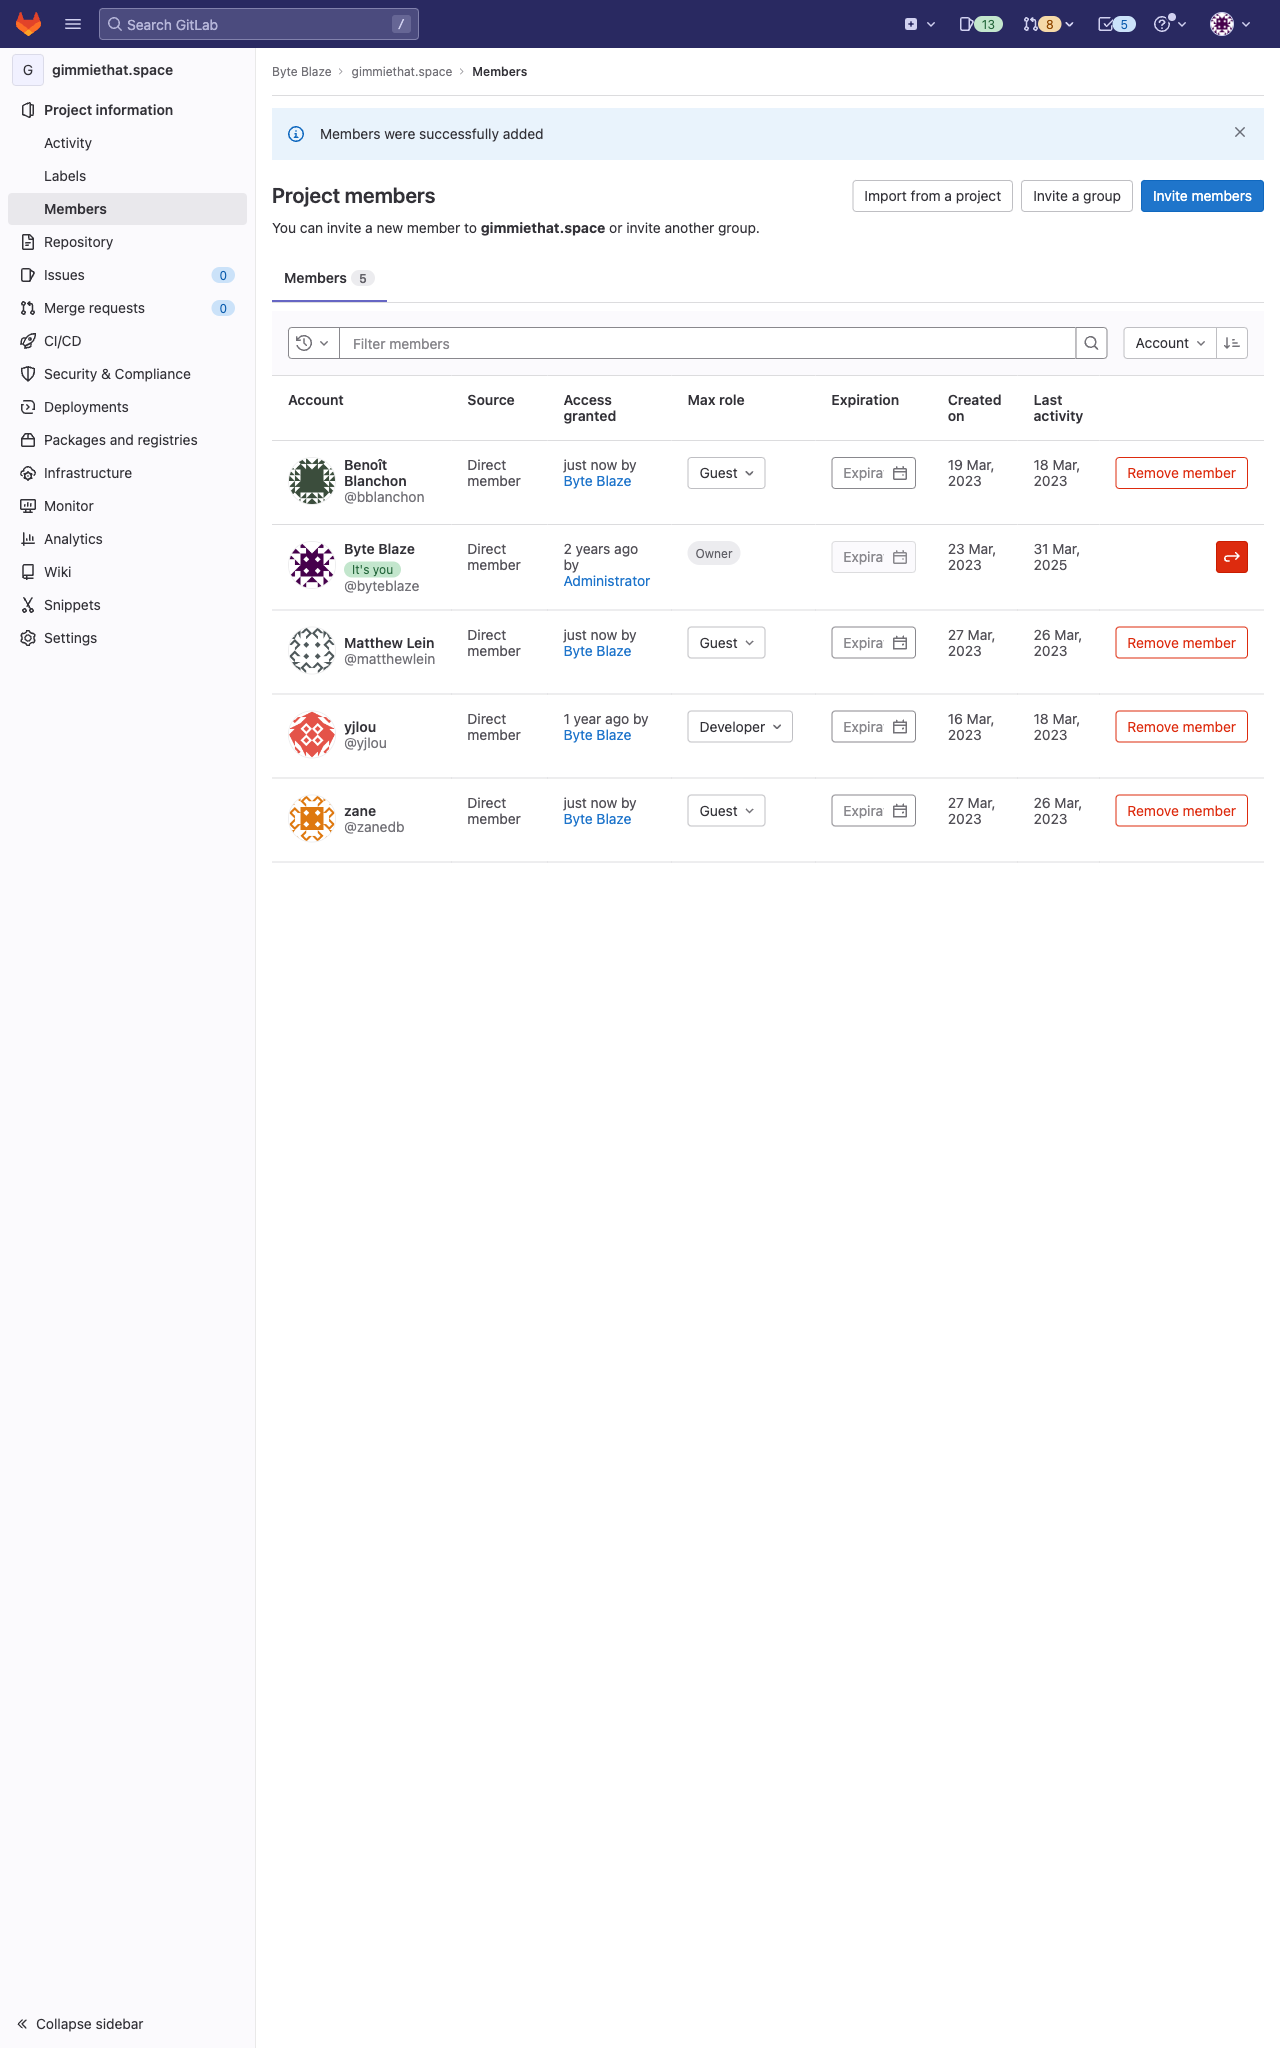 Search GitLab
/
13
8
5
G
gimmiethat.space
Project information
Activity
Labels
Members
Repository
Issues
0
Merge requests
0
CI/CD
Security & Compliance
Deployments
Packages and registries
Infrastructure
Monitor
Analytics
Wiki
Snippets
Settings
Collapse sidebar
Byte Blaze
gimmiethat.space
Members
Members were successfully added
Project members
Import from a project
Invite a group
Invite members
You can invite a new member to gimmiethat.space or invite another group.
Members 5
Filter members
Account
Account
Source
Access
granted
Max role
Expiration
Created
on
Last
activity
Benoît
Blanchon
@bblanchon
Direct
member
just now by
Byte Blaze
Guest
Expira
19 Mar,
2023
18 Mar,
2023
Remove member
Byte Blaze
It's you
@byteblaze
Direct
member
2 years ago
by
Administrator
Owner
Expira
23 Mar,
2023
31 Mar,
2025
Matthew Lein
@matthewlein
Direct
member
just now by
Byte Blaze
Guest
Expira
27 Mar,
2023
26 Mar,
2023
Remove member
yjlou
@yjlou
Direct
member
1 year ago by
Byte Blaze
Developer
Expira
16 Mar,
2023
18 Mar,
2023
Remove member
zane
@zanedb
Direct
member
just now by
Byte Blaze
Guest
Expira
27 Mar,
2023
26 Mar,
2023
Remove member